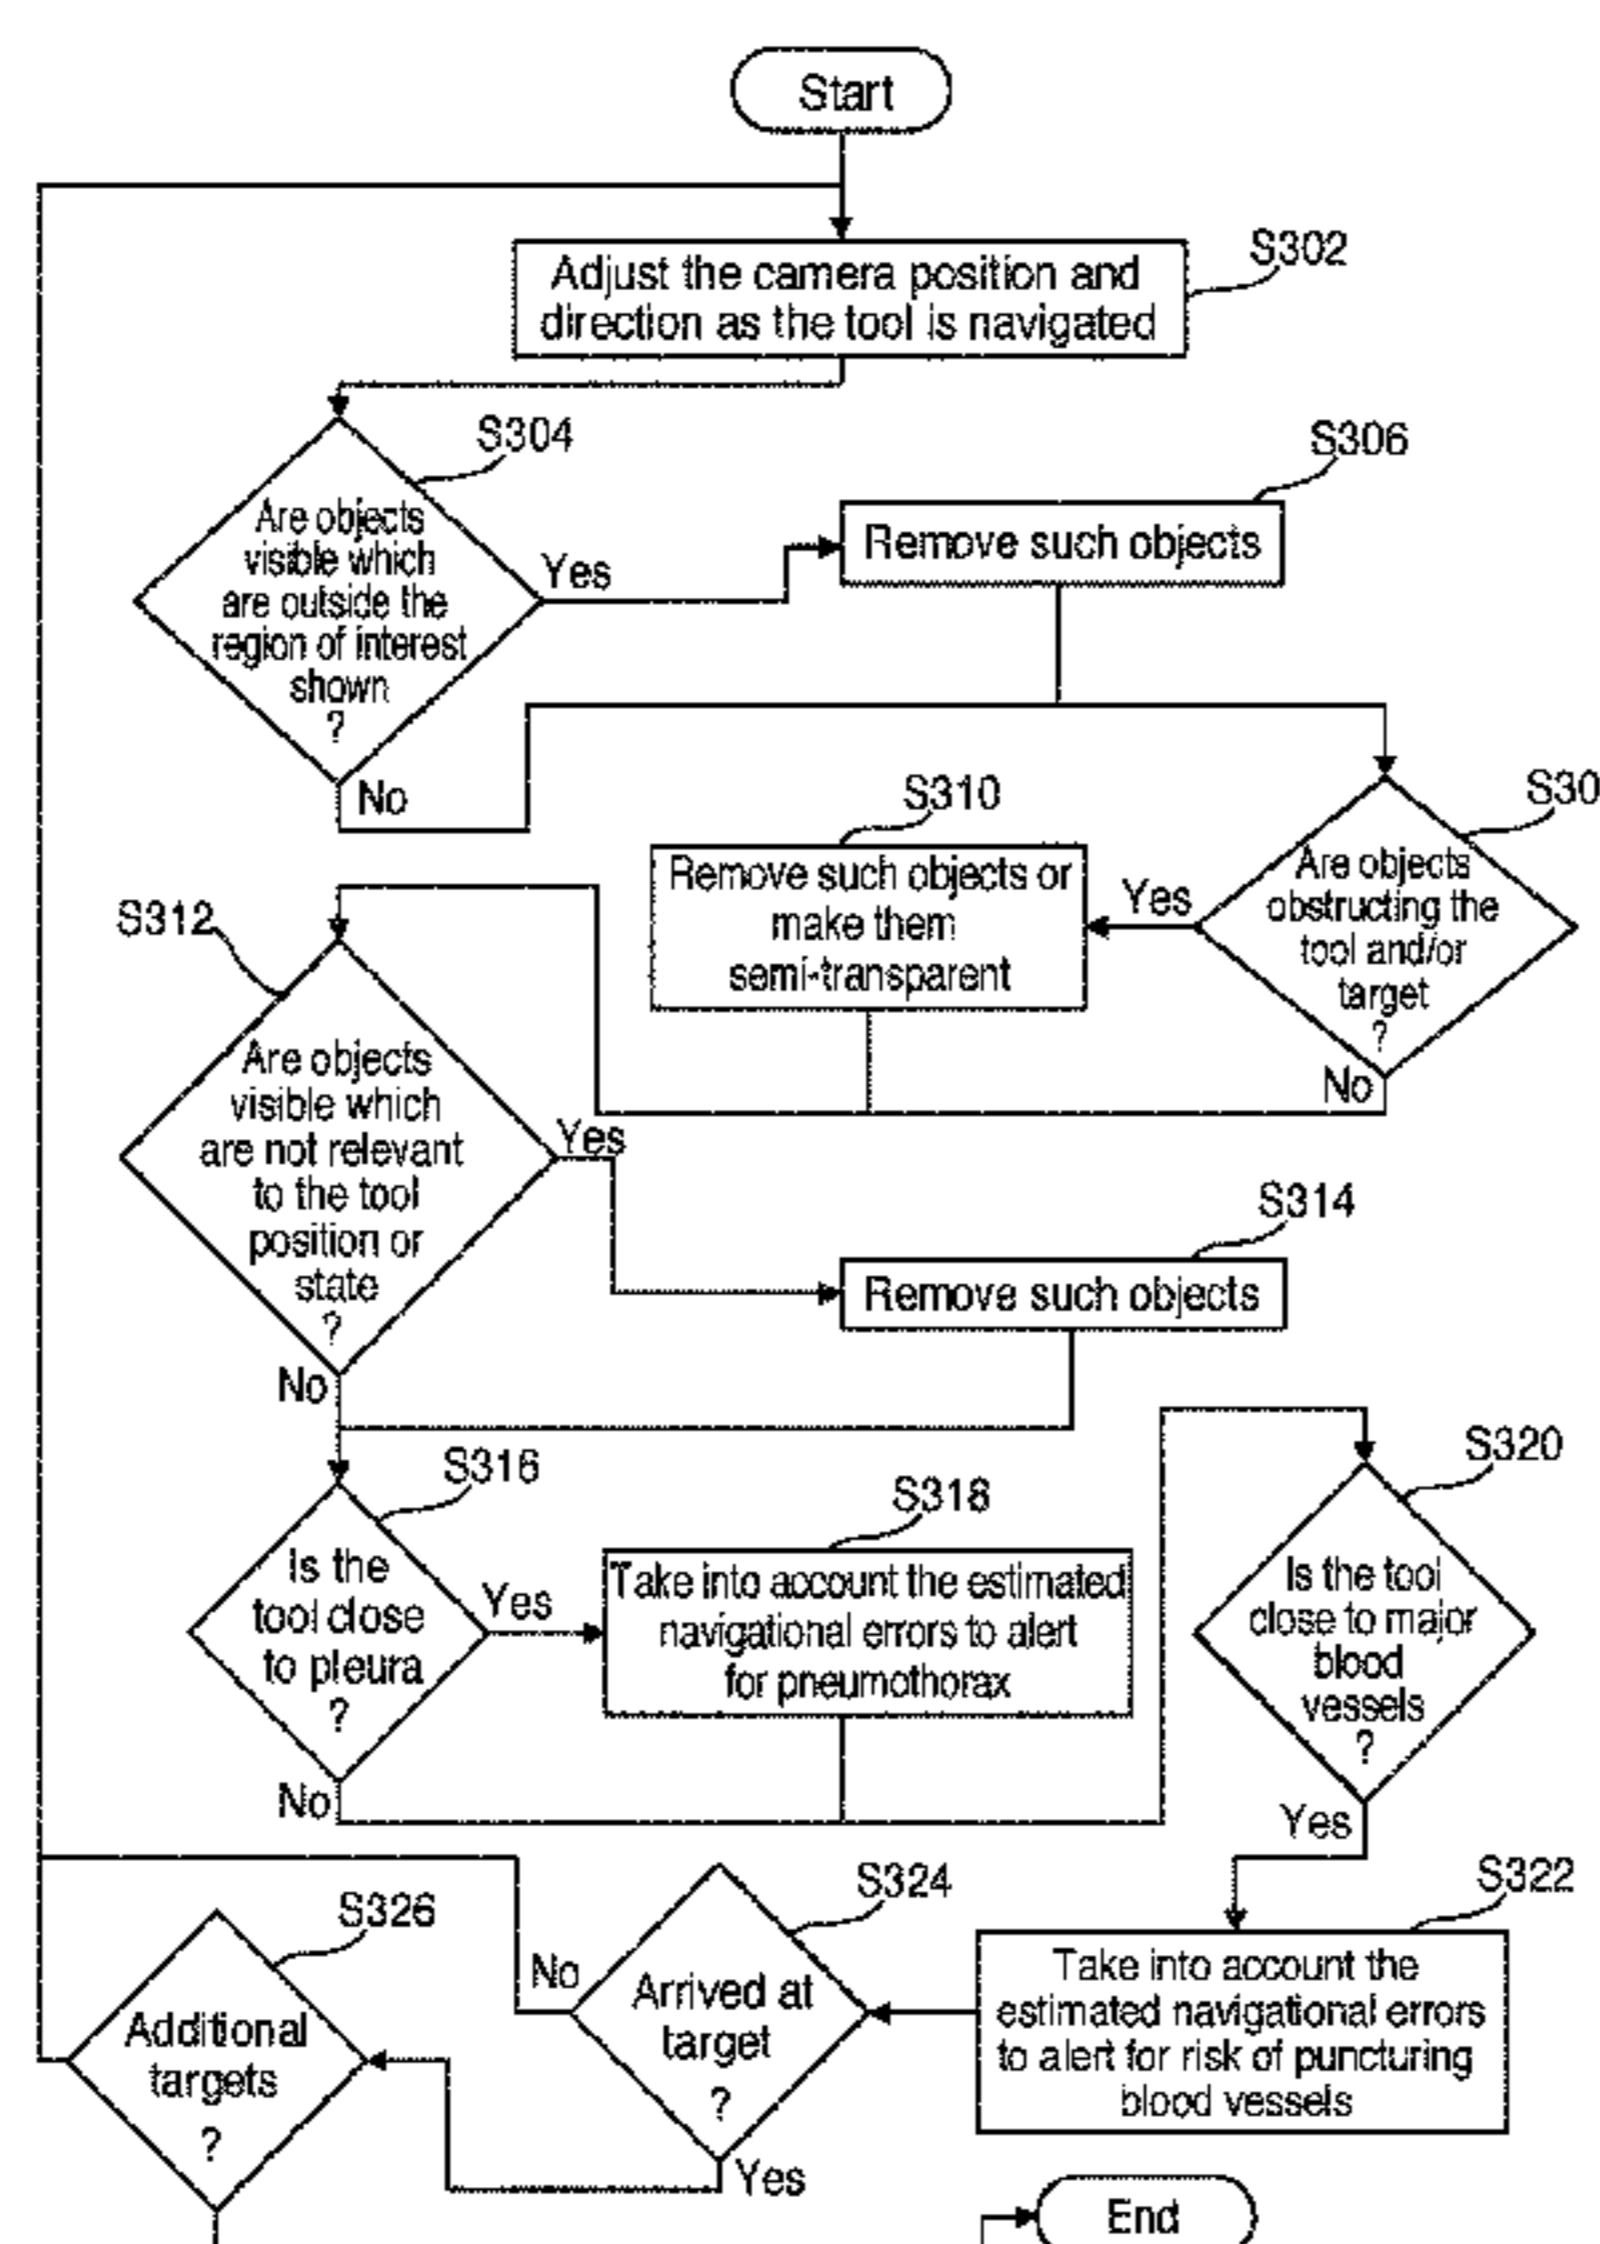 Start
S302
Adjust the camera position and
direction as the tool is navigated
S304
Are objects
visible which
are outside the
region of interest
shown
?
Yes
No
S306
Remove such objects
S30
Are objects
obstructing the
tool and/or
target
?
Yes
No
S310
Remove such objects or
make them
semi-transparent
S312
Are objects
visible which
are not relevant
to the tool
position or
state
?
Yes
No
S314
Remove such objects
S316
Is the
tool close
to pleura
?
Yes
No
S318
Take into account the estimated
navigational errors to alert
for pneumothorax
S320
Is the tool
close to major
blood
vessels
?
Yes
S322
Take into account the
estimated navigational errors
to alert for risk of puncturing
blood vessels
S324
Arrived at
target
?
No
Yes
S326
Additional
targets
?
End